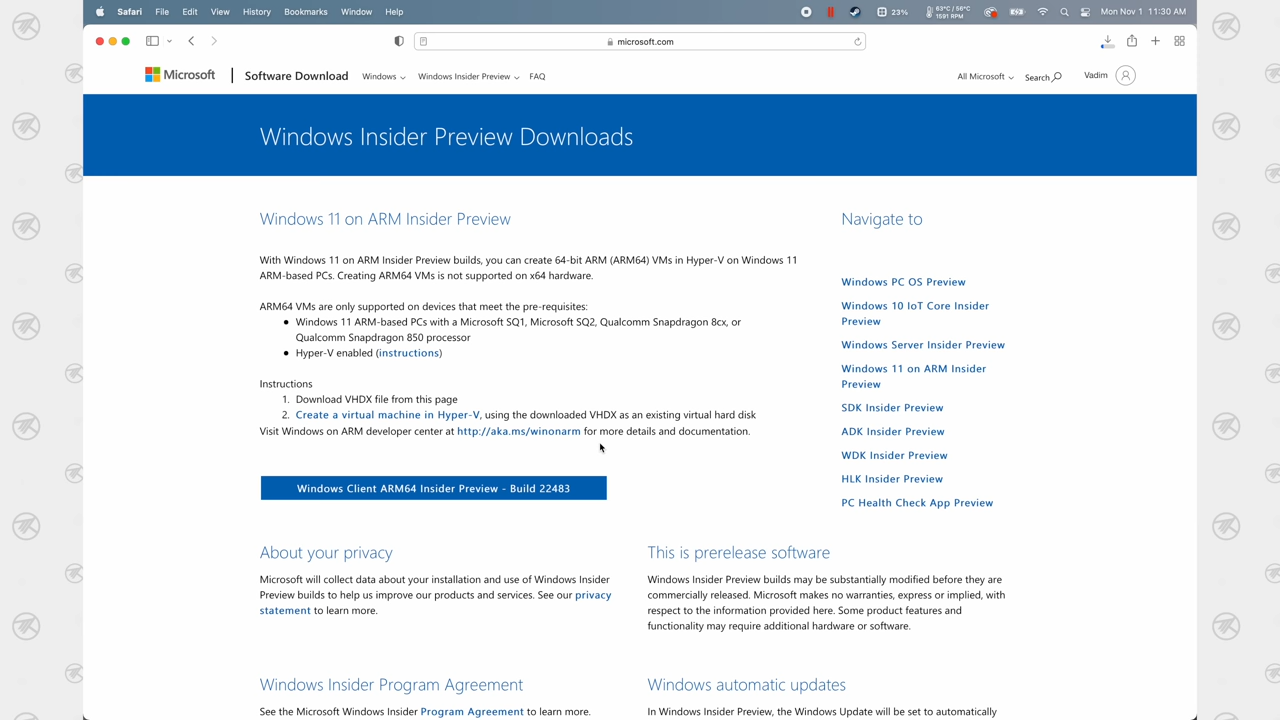 Safari File Edit View History Bookmarks Window Help 23% 63°C / 56°C Mon Nov 1 11:30 AM
1591 RPM
microsoft.com
Microsoft Software Download Windows Windows Insider Preview FAQ All Microsoft Search Vadim
Windows Insider Preview Downloads
Windows 11 on ARM Insider Preview
With Windows 11 on ARM Insider Preview builds, you can create 64-bit ARM (ARM64) VMs in Hyper-V on Windows 11
ARM-based PCs. Creating ARM64 VMs is not supported on x64 hardware.
ARM64 VMs are only supported on devices that meet the pre-requisites:
• Windows 11 ARM-based PCs with a Microsoft SQ1, Microsoft SQ2, Qualcomm Snapdragon 8cx, or
Qualcomm Snapdragon 850 processor
• Hyper-V enabled (instructions)
Instructions
1. Download VHDX file from this page
2. Create a virtual machine in Hyper-V, using the downloaded VHDX as an existing virtual hard disk
Visit Windows on ARM developer center at http://aka.ms/winonarm for more details and documentation.
Windows Client ARM64 Insider Preview - Build 22483
Navigate to
Windows PC OS Preview
Windows 10 IoT Core Insider
Preview
Windows Server Insider Preview
Windows 11 on ARM Insider
Preview
SDK Insider Preview
ADK Insider Preview
WDK Insider Preview
HLK Insider Preview
PC Health Check App Preview
About your privacy
Microsoft will collect data about your installation and use of Windows Insider
Preview builds to help us improve our products and services. See our privacy
statement to learn more.
This is prerelease software
Windows Insider Preview builds may be substantially modified before they are
commercially released. Microsoft makes no warranties, express or implied, with
respect to the information provided here. Some product features and
functionality may require additional hardware or software.
Windows Insider Program Agreement
See the Microsoft Windows Insider Program Agreement to learn more.
Windows automatic updates
In Windows Insider Preview, the Windows Update will be set to automatically